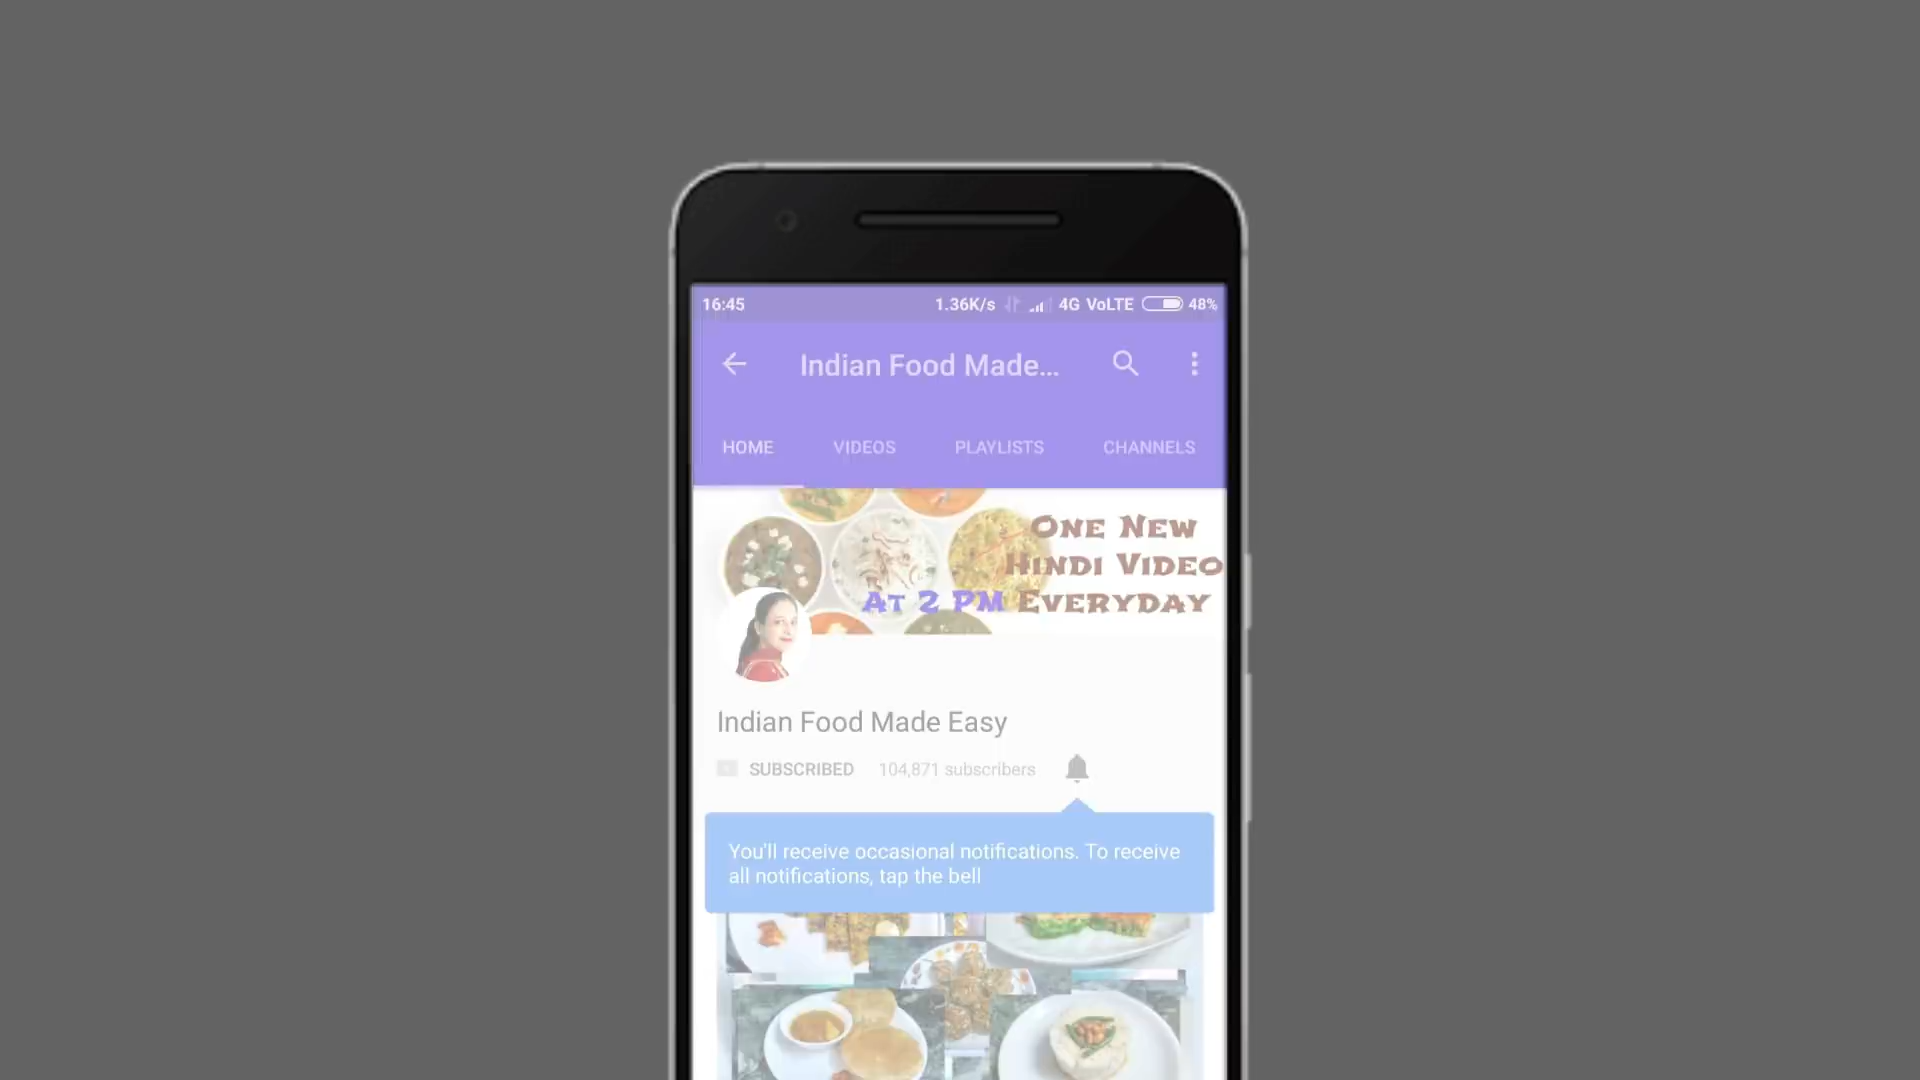 16:45 1.36K/s 4G VoLTE 48%
Indian Food Made...
HOME VIDEOS PLAYLISTS CHANNELS
One New
Hindi Video
At 2 PM Everyday
Indian Food Made Easy
SUBSCRIBED 104,871 subscribers
You'll receive occasional notifications. To receive
all notifications, tap the bell